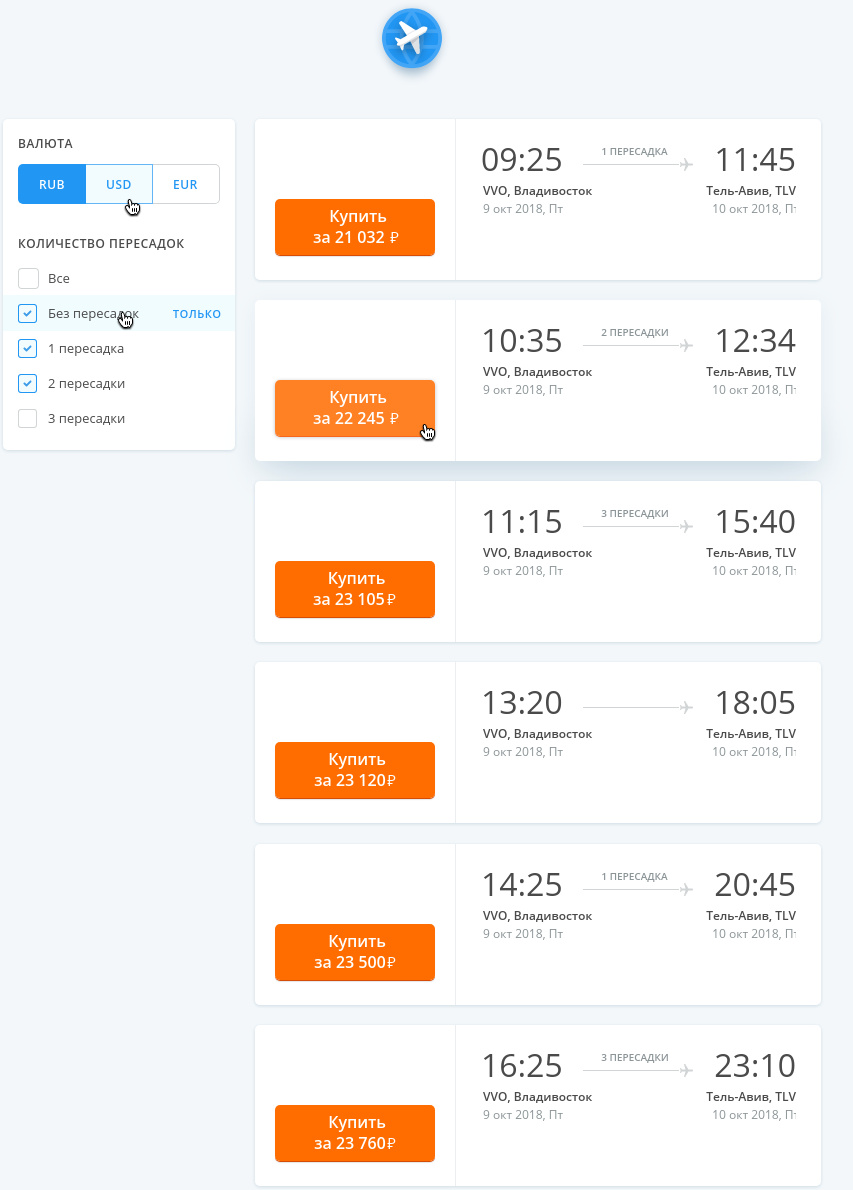 ВАЛЮТА
RUB USD EUR
КОЛИЧЕСТВО ПЕРЕСАДОК
Все
Без пересадок ТОЛЬКО
1 пересадка
2 пересадки
3 пересадки
Купить
за 21 032 ₽
09:25 1 ПЕРЕСАДКА 11:45
VVO, Владивосток Тель-Авив, TLV
9 окт 2018, Пт 10 окт 2018, Пт
Купить
за 22 245 ₽
10:35 2 ПЕРЕСАДКИ 12:34
VVO, Владивосток Тель-Авив, TLV
9 окт 2018, Пт 10 окт 2018, Пт
Купить
за 23 105 ₽
11:15 3 ПЕРЕСАДКИ 15:40
VVO, Владивосток Тель-Авив, TLV
9 окт 2018, Пт 10 окт 2018, Пт
Купить
за 23 120 ₽
13:20 18:05
VVO, Владивосток Тель-Авив, TLV
9 окт 2018, Пт 10 окт 2018, Пт
Купить
за 23 500 ₽
14:25 1 ПЕРЕСАДКА 20:45
VVO, Владивосток Тель-Авив, TLV
9 окт 2018, Пт 10 окт 2018, Пт
Купить
за 23 760 ₽
16:25 3 ПЕРЕСАДКИ 23:10
VVO, Владивосток Тель-Авив, TLV
9 окт 2018, Пт 10 окт 2018, Пт